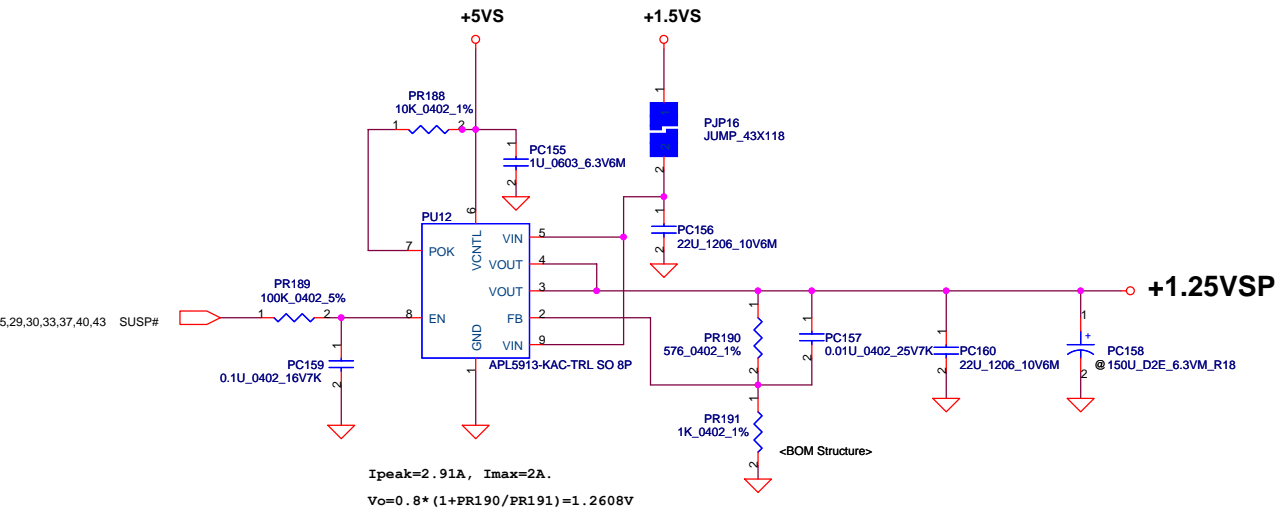 +5VS
+1.5VS
PR188
10K_0402_1%
1
2
PJP16
JUMP_43X118
1
1
2
2
PC155
1U_0603_6.3V6M
1
2
PU12
6
7
POK
VCNTL
VIN
5
VOUT
4
VOUT
3
8
EN
FB
2
GND
VIN
9
1
APL5913-KAC-TRL SO 8P
PC156
22U_1206_10V6M
1
2
+1.25VSP
PR189
100K_0402_5%
1
2
5,29,30,33,37,40,43 SUSP#
PC159
0.1U_0402_16V7K
1
2
PR190
576_0402_1%
1
2
PC157
0.01U_0402_25V7K
1
2
PC160
22U_1206_10V6M
1
2
1
+
PC158
@150U_D2E_6.3VM_R18
2
PR191
1K_0402_1%
1
2
<BOM Structure>
Ipeak=2.91A, Imax=2A.
Vo=0.8*(1+PR190/PR191)=1.2608V